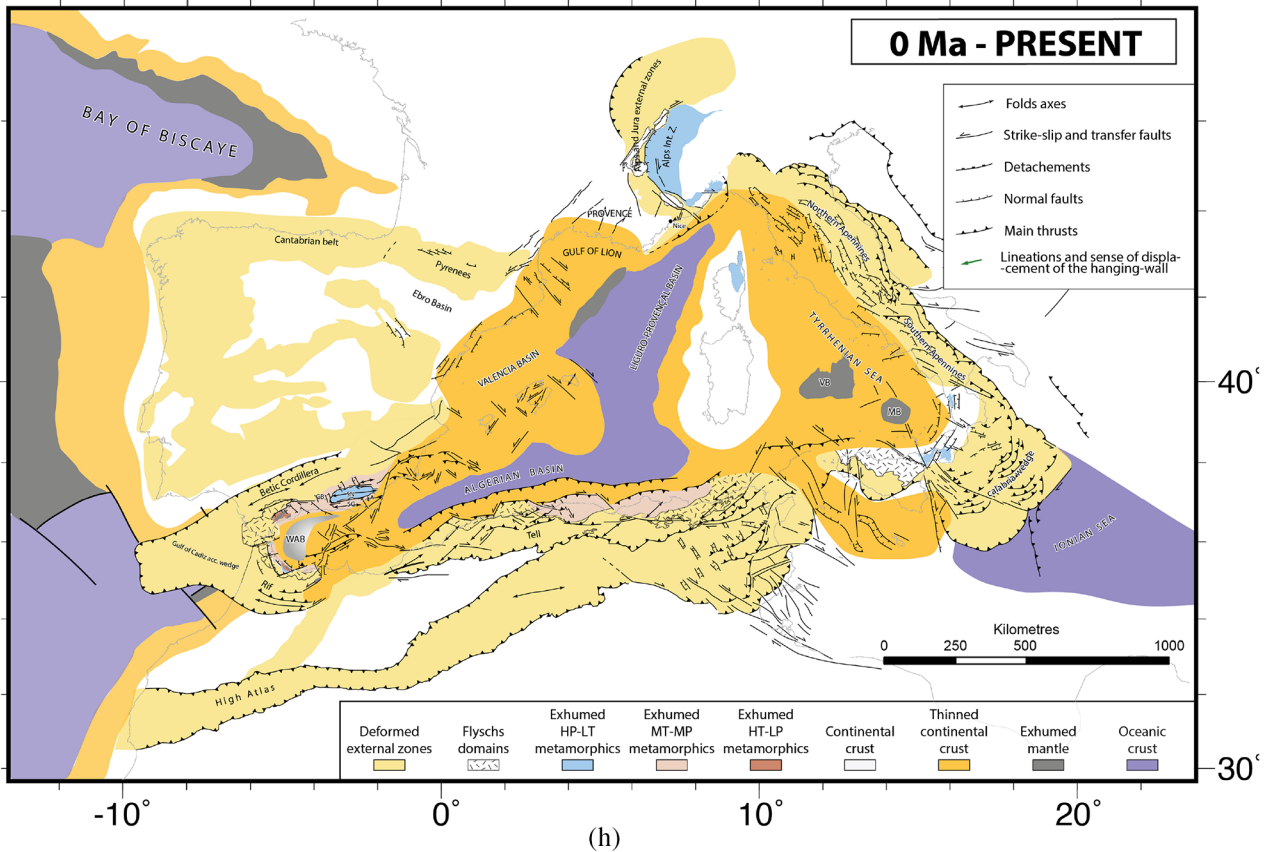 0 Ma - PRESENT
Folds axes
Strike-slip and transfer faults
Detachements
Normal faults
Main thrusts
Lineations and sense of displa-
-cement of the hanging-wall
BAY OF BISCAYE
Alps and Jura external zones
Alps Int. Z.
PROVENCE
Nice
Northern Apennines
Cantabrian belt
GULF OF LION
Pyrenees
Ebro Basin
LIGURO-PROVENÇAL BASIN
TYRRHENIAN SEA
Southern Apennines
VALENCIA BASIN
VB
MB
40°
Betic Cordillera
ALGERIAN BASIN
Calabria wedge
WAB
Tell
IONIAN SEA
Gulf of Cadiz acc. wedge
Rif
Kilometres
0 250 500 1000
High Atlas
Deformed
external zones
Flyschs
domains
Exhumed
HP-LT
metamorphics
Exhumed
MT-MP
metamorphics
Exhumed
HT-LP
metamorphics
Continental
crust
Thinned
continental
crust
Exhumed
mantle
Oceanic
crust
30°
-10° 0° 10° 20°
(h)